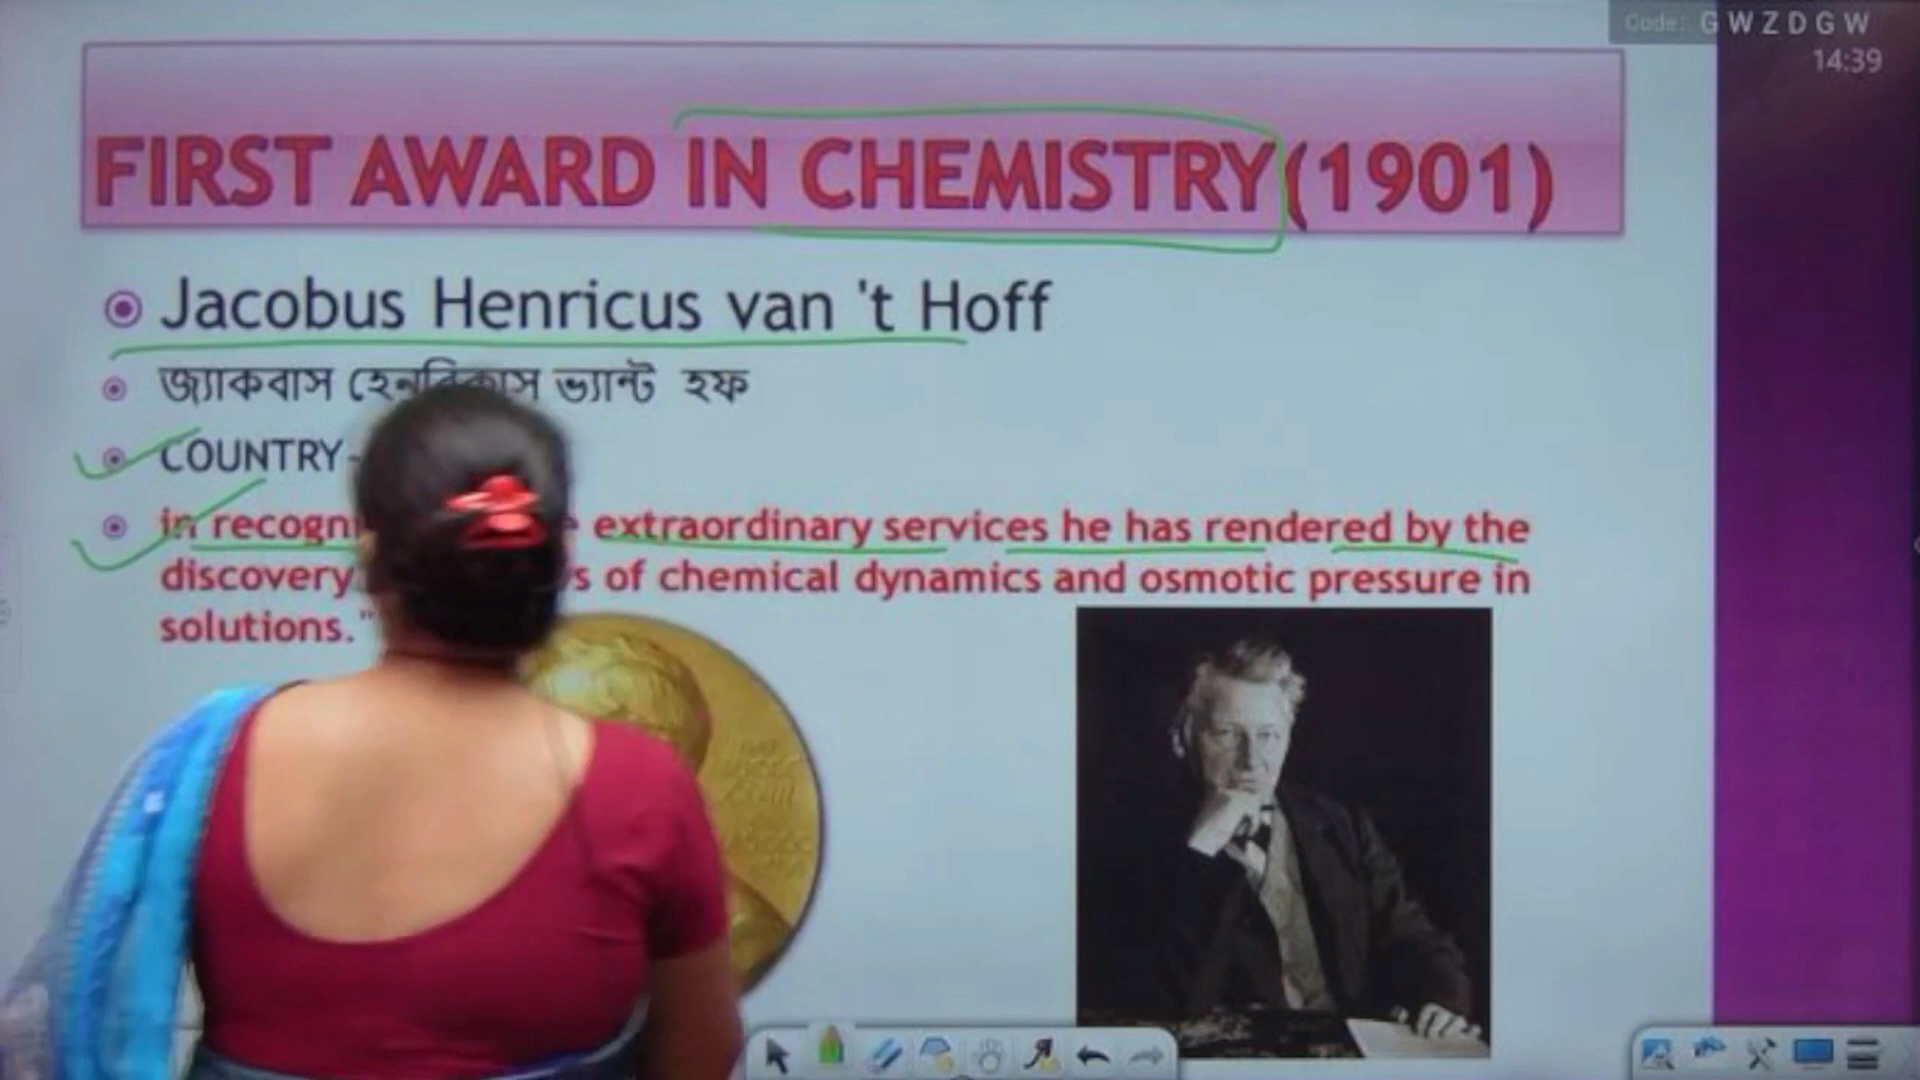 Code: GWZDGW
14:39
FIRST AWARD IN CHEMISTRY(1901)
Jacobus Henricus van 't Hoff
জ্যাকবাস হেনরিকাস ভ্যান্ট হফ
COUNTRY-
in extraordinary services he has rendered by the
discovery of chemical dynamics and osmotic pressure in
solutions."